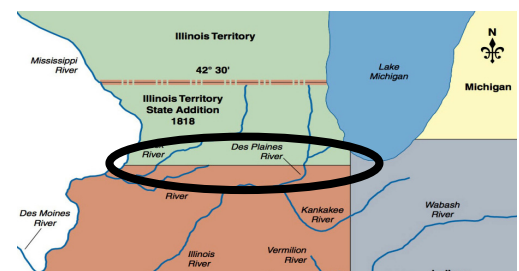 Illinois Territory
N
Mississippi
River
42° 30'
Lake
Michigan
Michigan
Illinois Territory
State Addition
1818
River
Des Plaines
River
River
Kankakee
River
Wabash
River
Des Moines
River
Illinois
River
Vermilion
River